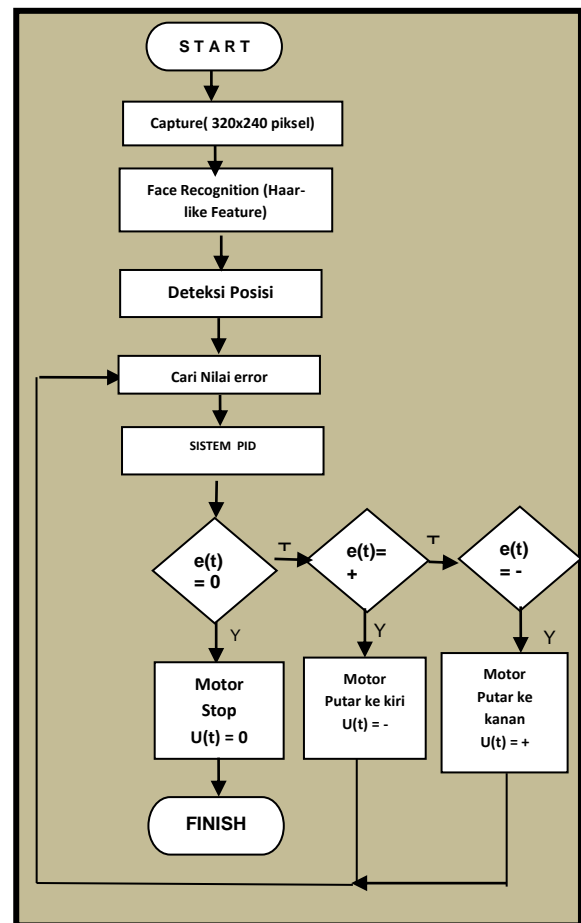 S T A R T
Capture( 320x240 piksel)
Face Recognition (Haar-
like Feature)
Deteksi Posisi
Cari Nilai error
SISTEM PID
e(t)
= 0
T
e(t)=
+
T
e(t)
= -
Y
Motor
Stop
U(t) = 0
Y
Motor
Putar ke kiri
U(t) = -
Y
Motor
Putar ke
kanan
U(t) = +
FINISH